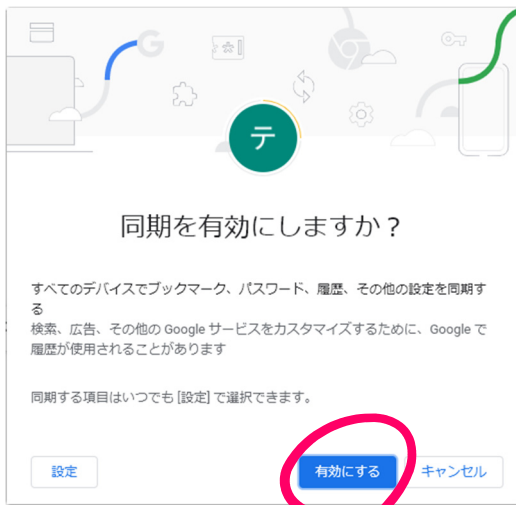 テ
同期を有効にしますか？
すべてのデバイスでブックマーク、パスワード、履歴、その他の設定を同期す
る
検索、広告、その他の Google サービスをカスタマイズするために、Google で
履歴が使用されることがあります
同期する項目はいつでも [設定] で選択できます。
設定 有効にする キャンセル